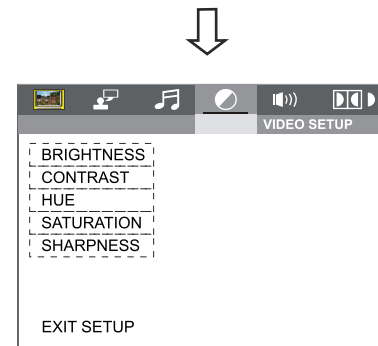 VIDEO SETUP
BRIGHTNESS
CONTRAST
HUE
SATURATION
SHARPNESS
EXIT SETUP